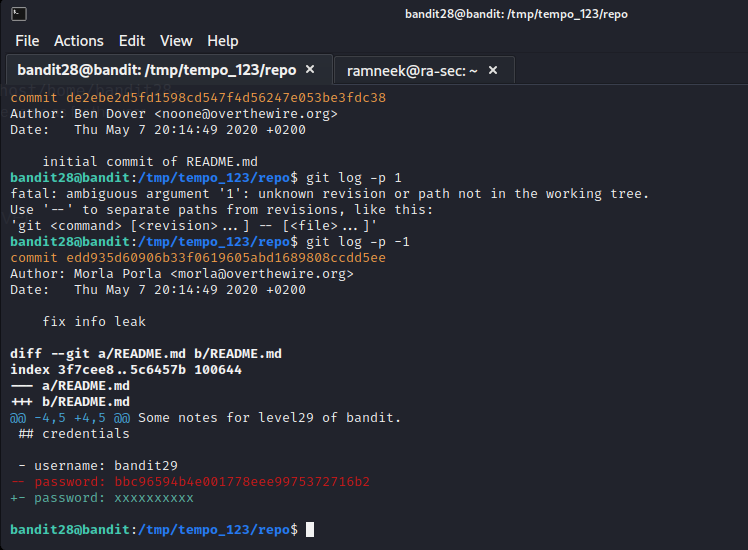 bandit28@bandit: /tmp/tempo_123/repo
File Actions Edit View Help
bandit28@bandit: /tmp/tempo_123/repo × ramneek@ra-sec: ~ ×
commit de2ebe2d5fd1598cd547f4d56247e053be3fdc38
Author: Ben Dover <noone@overthewire.org>
Date:   Thu May 7 20:14:49 2020 +0200
    initial commit of README.md
bandit28@bandit:/tmp/tempo_123/repo$ git log -p 1
fatal: ambiguous argument '1': unknown revision or path not in the working tree.
Use '--' to separate paths from revisions, like this:
'git <command> [<revision>...] -- [<file>...]'
bandit28@bandit:/tmp/tempo_123/repo$ git log -p -1
commit edd935d60906b33f0619605abd1689808ccdd5ee
Author: Morla Porla <morla@overthewire.org>
Date:   Thu May 7 20:14:49 2020 +0200
    fix info leak
diff --git a/README.md b/README.md
index 3f7cee8..5c6457b 100644
--- a/README.md
+++ b/README.md
@@ -4,5 +4,5 @@ Some notes for level29 of bandit.
 ## credentials
 - username: bandit29
-- password: bbc96594b4e001778eee9975372716b2
+- password: xxxxxxxxxx
bandit28@bandit:/tmp/tempo_123/repo$